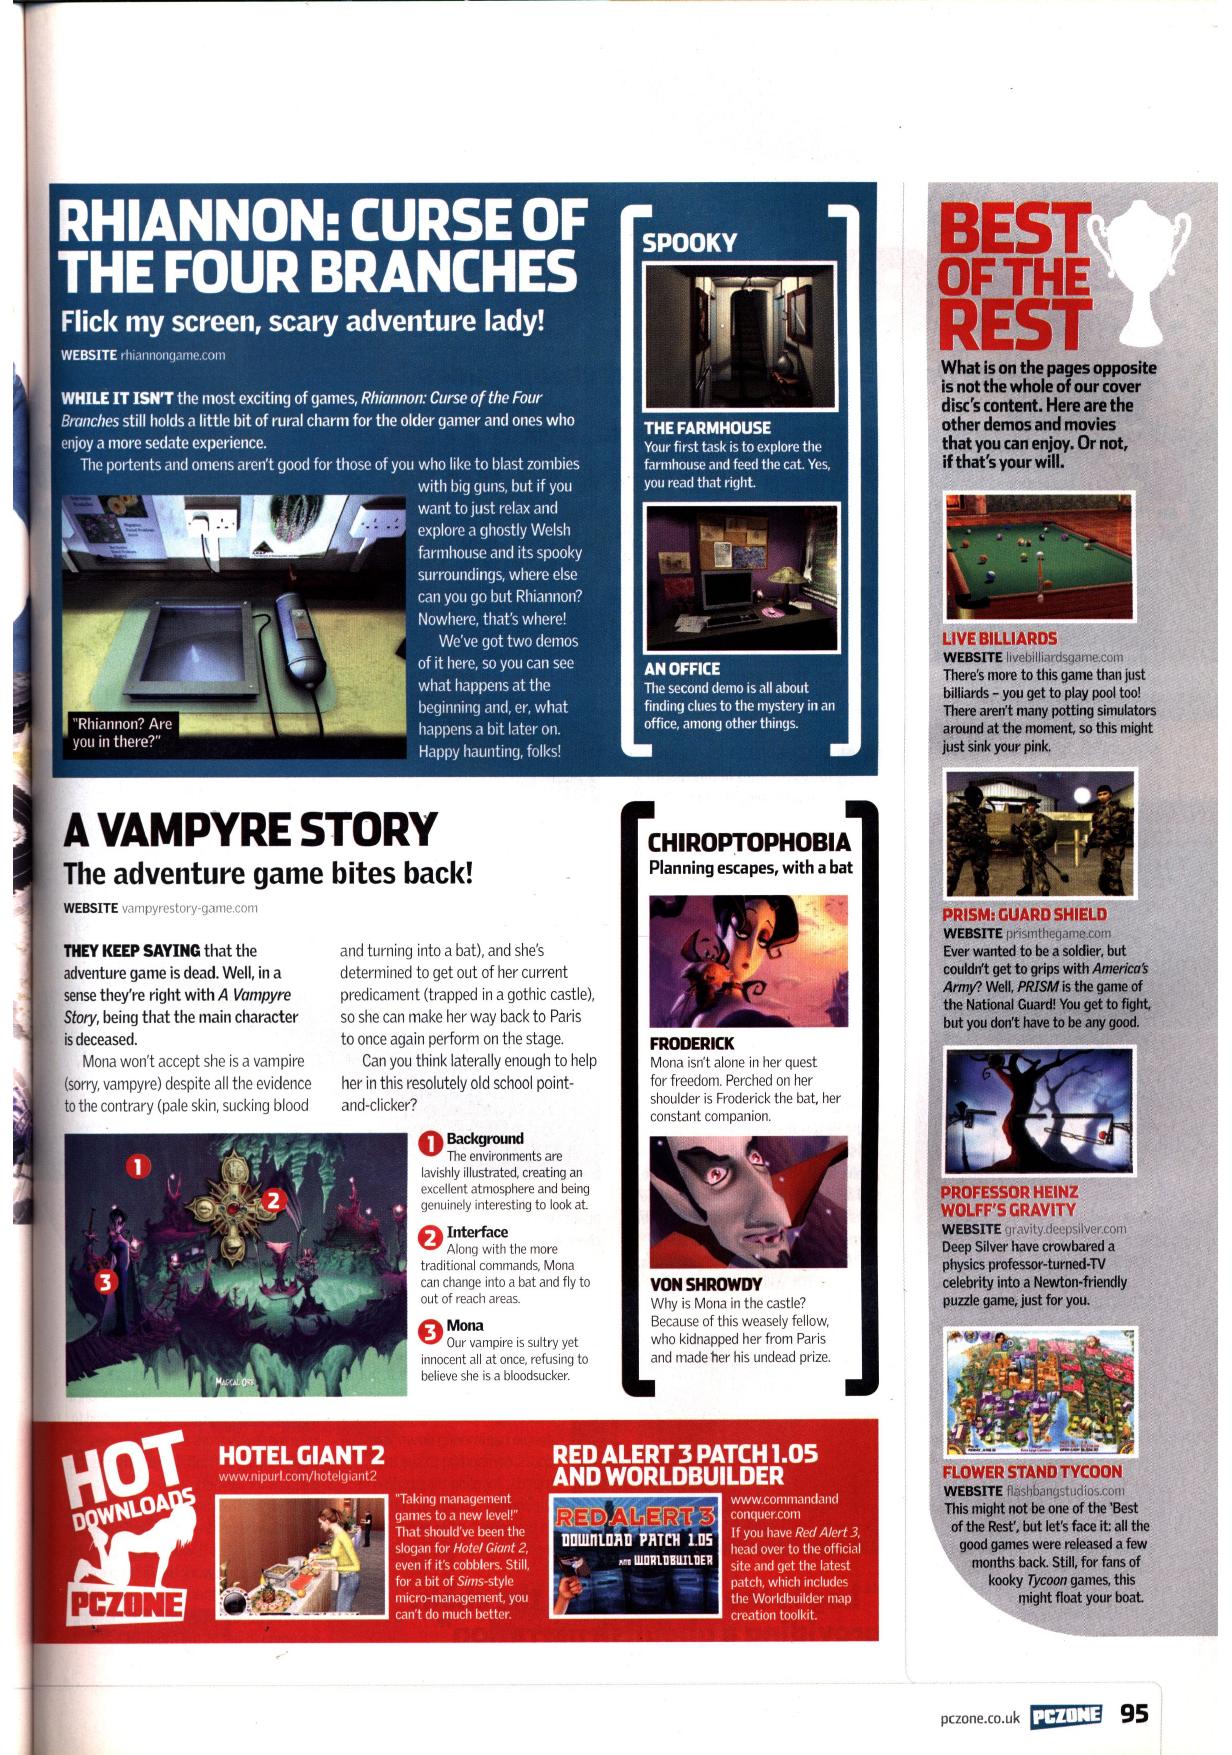 RHIANNON: CURSE OF
THE FOUR BRANCHES
Flick my screen, scary adventure lady!
WEBSITE rhiannongame.com
WHILE IT ISN'T the most exciting of games, Rhiannon: Curse of the Four
Branches still holds a little bit of rural charm for the older gamer and ones who
enjoy a more sedate experience.
The portents and omens aren't good for those of you who like to blast zombies
with big guns, but if you
want to just relax and
explore a ghostly Welsh
farmhouse and its spooky
surroundings, where else
can you go but Rhiannon?
Nowhere, that's where!
We've got two demos
of it here, so you can see
what happens at the
beginning and, er, what
happens a bit later on.
Happy haunting, folks!
"Rhiannon? Are
you in there?"
SPOOKY
THE FARMHOUSE
Your first task is to explore the
farmhouse and feed the cat. Yes,
you read that right.
AN OFFICE
The second demo is all about
finding clues to the mystery in an
office, among other things.
A VAMPYRE STORY
The adventure game bites back!
WEBSITE vampyrestory-game.com
THEY KEEP SAYING that the
adventure game is dead. Well, in a
sense they're right with A Vampyre
Story, being that the main character
is deceased.
Mona won't accept she is a vampire
(sorry, vampyre) despite all the evidence
to the contrary (pale skin, sucking blood
and turning into a bat), and she's
determined to get out of her current
predicament (trapped in a gothic castle),
so she can make her way back to Paris
to once again perform on the stage.
Can you think laterally enough to help
her in this resolutely old school point-
and-clicker?
1
2
3
1 Background
The environments are
lavishly illustrated, creating an
excellent atmosphere and being
genuinely interesting to look at.
2 Interface
Along with the more
traditional commands, Mona
can change into a bat and fly to
out of reach areas.
3 Mona
Our vampire is sultry yet
innocent all at once, refusing to
believe she is a bloodsucker.
CHIROPTOPHOBIA
Planning escapes, with a bat
FRODERICK
Mona isn't alone in her quest
for freedom. Perched on her
shoulder is Froderick the bat, her
constant companion.
VON SHROWDY
Why is Mona in the castle?
Because of this weasely fellow,
who kidnapped her from Paris
and made her his undead prize.
HOT
DOWNLOADS
PCZONE
HOTEL GIANT 2
www.nipurl.com/hotelgiant2
"Taking management
games to a new level!"
That should've been the
slogan for Hotel Giant 2,
even if it's cobblers. Still,
for a bit of Sims-style
micro-management, you
can't do much better.
RED ALERT 3 PATCH 1.05
AND WORLDBUILDER
RED ALERT 3
DOWNLOAD PATCH 1.05
AND WORLDBUILDER
www.commandand
conquer.com
If you have Red Alert 3,
head over to the official
site and get the latest
patch, which includes
the Worldbuilder map
creation toolkit.
BEST
OF THE
REST
What is on the pages opposite
is not the whole of our cover
disc's content. Here are the
other demos and movies
that you can enjoy. Or not,
if that's your will.
LIVE BILLIARDS
WEBSITE livebilliardsgame.com
There's more to this game than just
billiards – you get to play pool too!
There aren't many potting simulators
around at the moment, so this might
just sink your pink.
PRISM: GUARD SHIELD
WEBSITE prismthegame.com
Ever wanted to be a soldier, but
couldn't get to grips with America's
Army? Well, PRISM is the game of
the National Guard! You get to fight,
but you don't have to be any good.
PROFESSOR HEINZ
WOLFF'S GRAVITY
WEBSITE gravity.deepsilver.com
Deep Silver have crowbared a
physics professor-turned-TV
celebrity into a Newton-friendly
puzzle game, just for you.
FLOWER STAND TYCOON
WEBSITE flashbangstudios.com
This might not be one of the 'Best
of the Rest', but let's face it: all the
good games were released a few
months back. Still, for fans of
kooky Tycoon games, this
might float your boat.
pczone.co.uk PCZONE 95